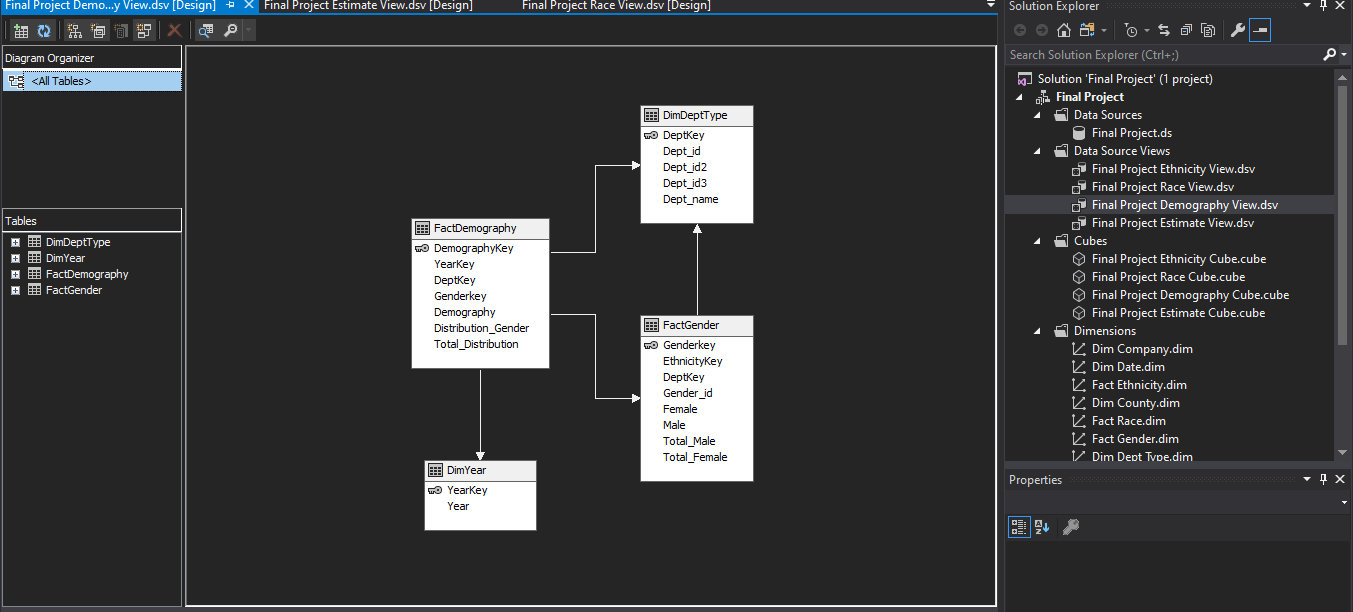 Final Project Demo...y View.dsv [Design]
Final Project Estimate View.dsv [Design]
Final Project Race View.dsv [Design]
Diagram Organizer
<All Tables>
Tables
DimDeptType
DimYear
FactDemography
FactGender
DimDeptType
DeptKey
Dept_id
Dept_id2
Dept_id3
Dept_name
FactDemography
DemographyKey
YearKey
DeptKey
Genderkey
Demography
Distribution_Gender
Total_Distribution
FactGender
Genderkey
EthnicityKey
DeptKey
Gender_id
Female
Male
Total_Male
Total_Female
DimYear
YearKey
Year
Solution Explorer
Search Solution Explorer (Ctrl+;)
Solution 'Final Project' (1 project)
Final Project
Data Sources
Final Project.ds
Data Source Views
Final Project Ethnicity View.dsv
Final Project Race View.dsv
Final Project Demography View.dsv
Final Project Estimate View.dsv
Cubes
Final Project Ethnicity Cube.cube
Final Project Race Cube.cube
Final Project Demography Cube.cube
Final Project Estimate Cube.cube
Dimensions
Dim Company.dim
Dim Date.dim
Fact Ethnicity.dim
Dim County.dim
Fact Race.dim
Fact Gender.dim
Dim Dept Type.dim
Properties